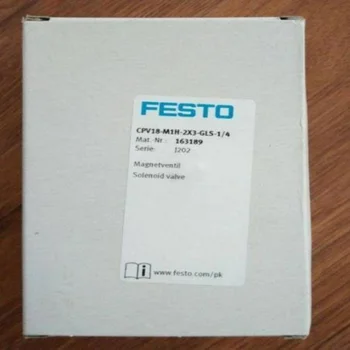 FESTO
CPV18-M1H-2X3-GLS-1/4
Mat. Nr.: 163189
Serie: J202
Magnetventil
Solenoid valve
www.festo.com/pk